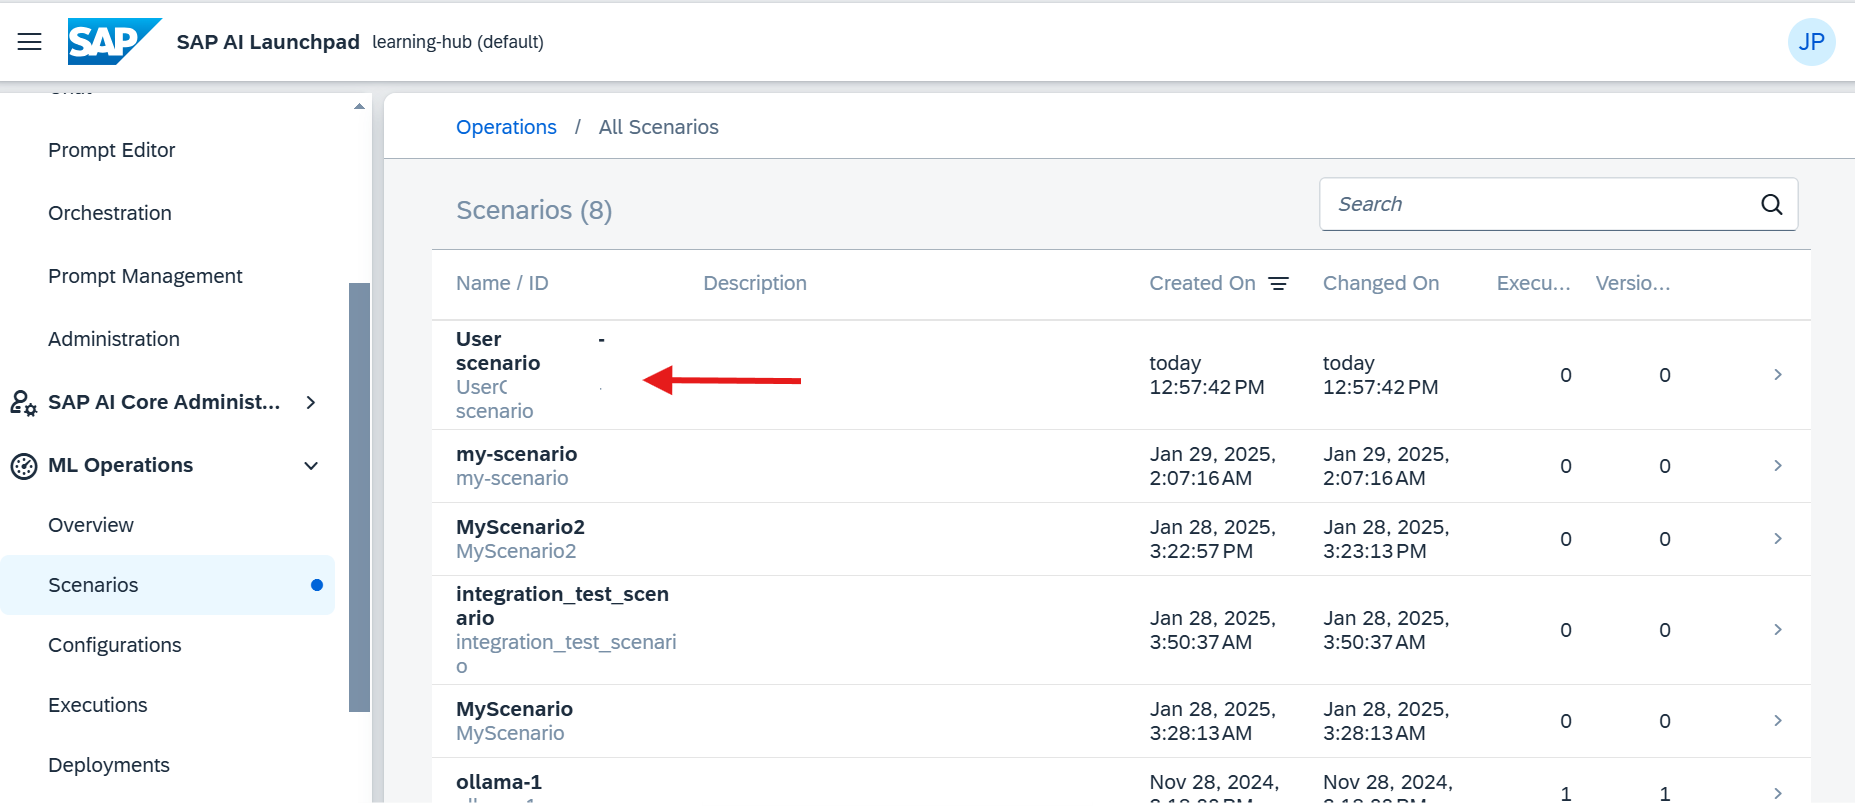 SAP SAP AI Launchpad learning-hub (default) JP
Prompt Editor
Orchestration
Prompt Management
Administration
SAP AI Core Administ...
ML Operations
Overview
Scenarios
Configurations
Executions
Deployments
Operations / All Scenarios
Scenarios (8)
Search
Name / ID Description Created On Changed On Execu... Versio...
User -
scenario
scenario
today
12:57:42 PM
today
12:57:42 PM
0 0
my-scenario
my-scenario
Jan 29, 2025,
2:07:16 AM
Jan 29, 2025,
2:07:16 AM
0 0
MyScenario2
MyScenario2
Jan 28, 2025,
3:22:57 PM
Jan 28, 2025,
3:23:13 PM
0 0
integration_test_scen
ario
integration_test_scenari
o
Jan 28, 2025,
3:50:37 AM
Jan 28, 2025,
3:50:37 AM
0 0
MyScenario
MyScenario
Jan 28, 2025,
3:28:13 AM
Jan 28, 2025,
3:28:13 AM
0 0
ollama-1
Nov 28, 2024,
Nov 28, 2024,
1 1